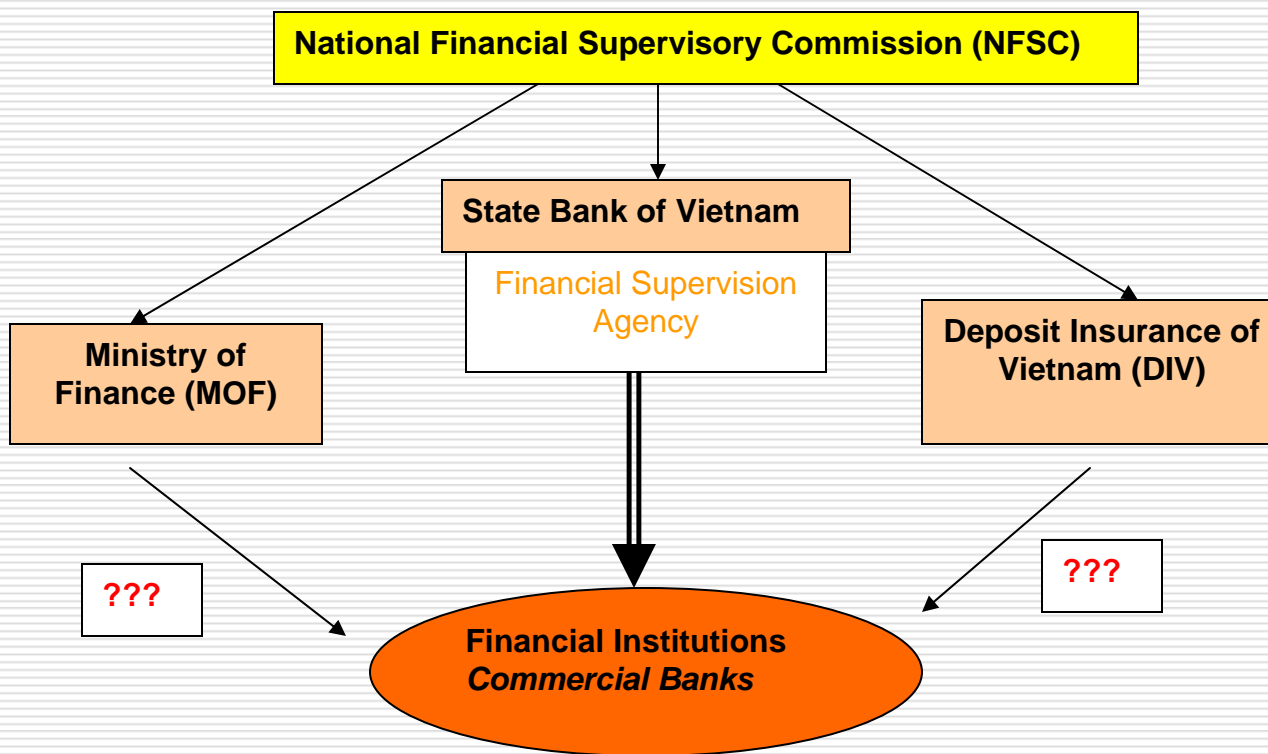 National Financial Supervisory Commission (NFSC)
State Bank of Vietnam
Financial Supervision
Agency
Ministry of
Finance (MOF)
Deposit Insurance of
Vietnam (DIV)
???
???
Financial Institutions
Commercial Banks